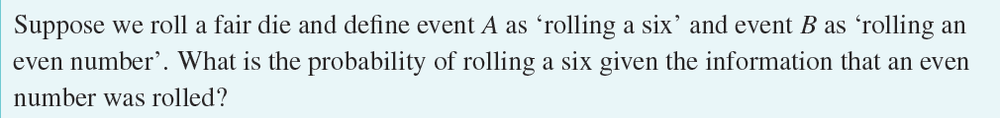 Suppose we roll a fair die and define event A as ‘rolling a six’ and event B as ‘rolling an
even number’. What is the probability of rolling a six given the information that an even
number was rolled?